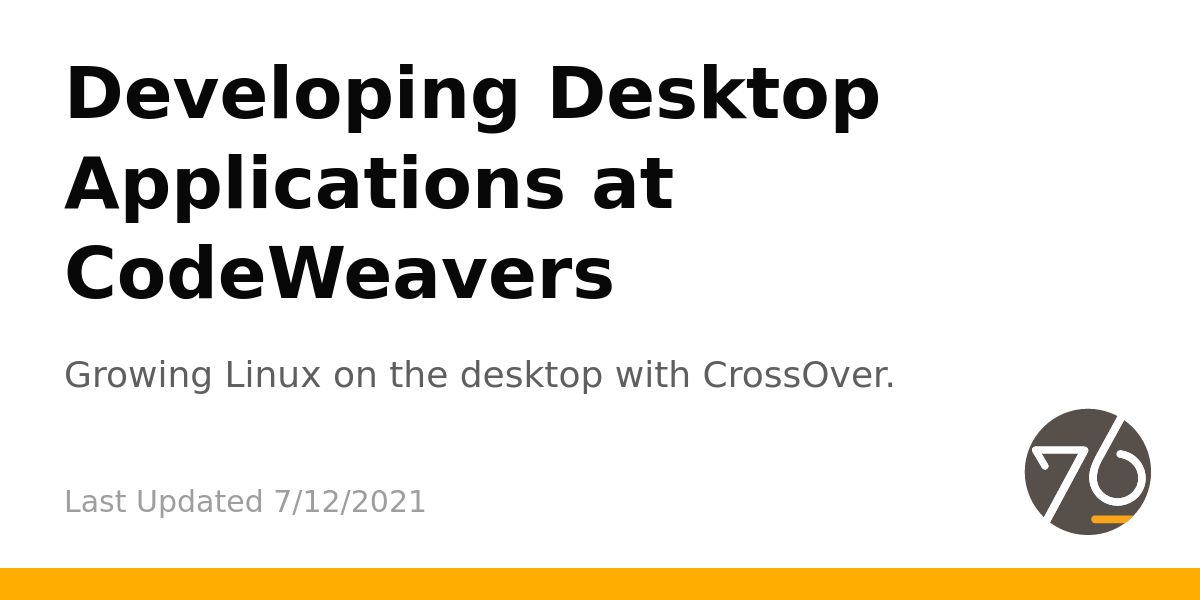 Developing Desktop
Applications at
CodeWeavers
Growing Linux on the desktop with CrossOver.
76
Last Updated 7/12/2021